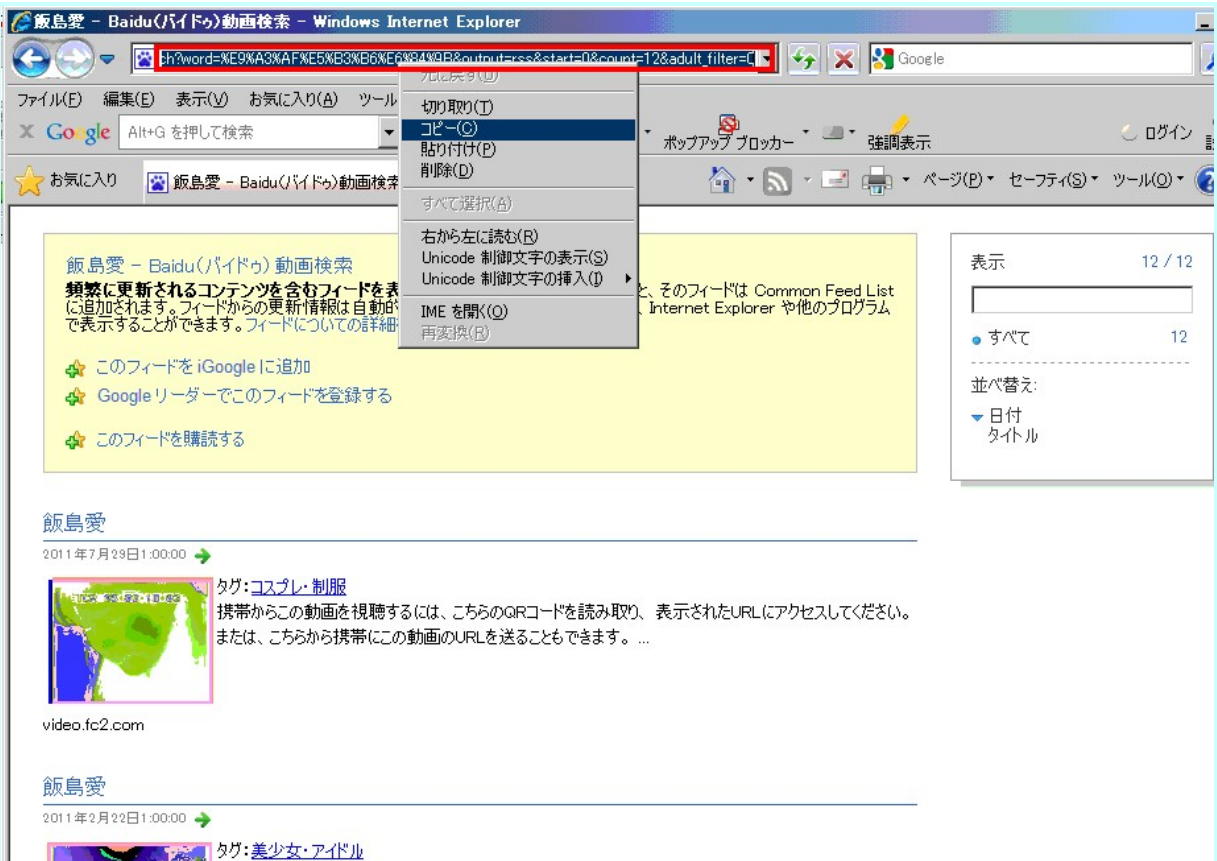 飯島愛 - Baidu(バイドゥ)動画検索 - Windows Internet Explorer
ch?word=%E9%A3%AF%E5%B3%B6%E6%84%9B&output=rss&start=0&count=12&adult_filter=0
Google
元に戻す(U)
切り取り(T)
コピー(C)
貼り付け(P)
削除(D)
すべて選択(A)
右から左に読む(R)
Unicode 制御文字の表示(S)
Unicode 制御文字の挿入(I)
IME を開く(O)
再変換(R)
ファイル(F) 編集(E) 表示(V) お気に入り(A) ツール
X Google Alt+G を押して検索
ポップアップ ブロッカー 強調表示 ログイン
お気に入り 飯島愛 - Baidu(バイドゥ)動画検索
ページ(P) セーフティ(S) ツール(O)
飯島愛 - Baidu(バイドゥ) 動画検索
頻繁に更新されるコンテンツを含むフィードを表
と、そのフィードは Common Feed List
に追加されます。フィードからの更新情報は自動的
、Internet Explorer や他のプログラム
で表示することができます。フィードについての詳細
このフィードを iGoogle に追加
Google リーダーでこのフィードを登録する
このフィードを購読する
表示 12 / 12
すべて 12
並べ替え:
日付
タイトル
飯島愛
2011年7月29日1:00:00
タグ:コスプレ・制服
携帯からこの動画を視聴するには、こちらのQRコードを読み取り、表示されたURLにアクセスしてください。
または、こちらから携帯にこの動画のURLを送ることもできます。 ...
video.fc2.com
飯島愛
2011年2月22日1:00:00
タグ:美少女・アイドル